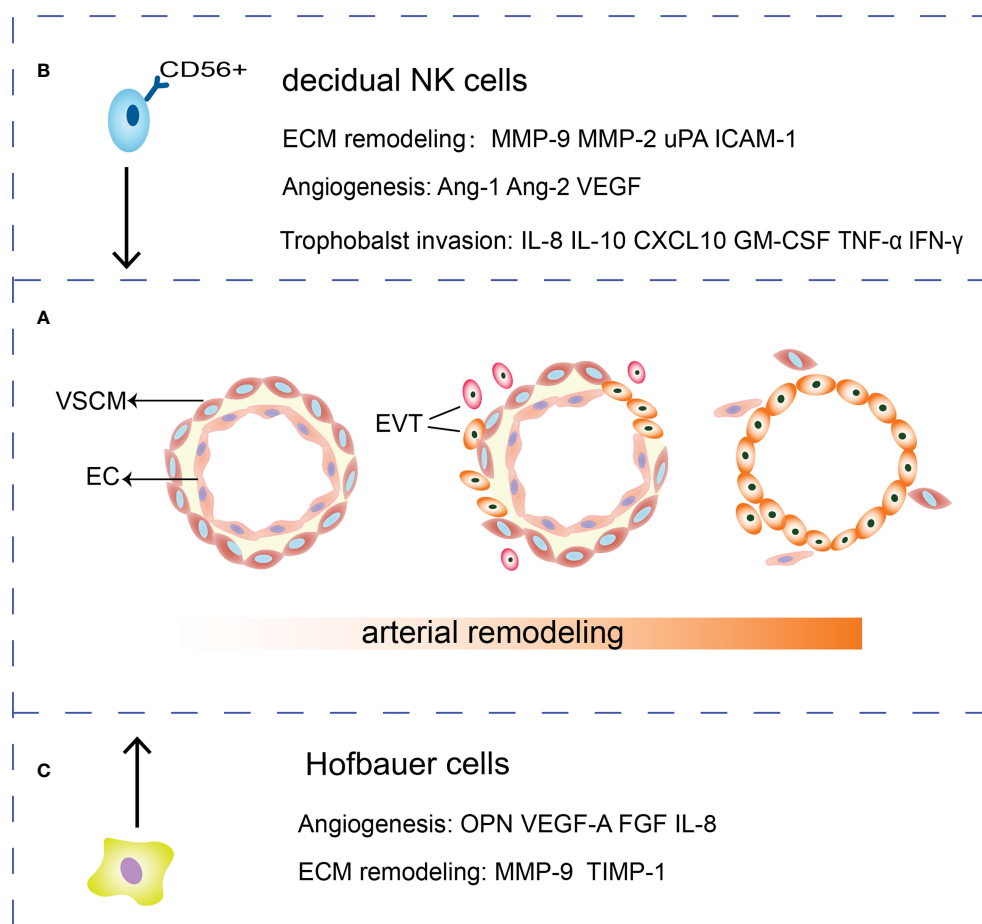 B
CD56+
decidual NK cells
ECM remodeling： MMP-9 MMP-2 uPA ICAM-1
Angiogenesis: Ang-1 Ang-2 VEGF
Trophobalst invasion: IL-8 IL-10 CXCL10 GM-CSF TNF-α IFN-γ
A
VSCM
EC
EVT
arterial remodeling
C
Hofbauer cells
Angiogenesis: OPN VEGF-A FGF IL-8
ECM remodeling: MMP-9 TIMP-1